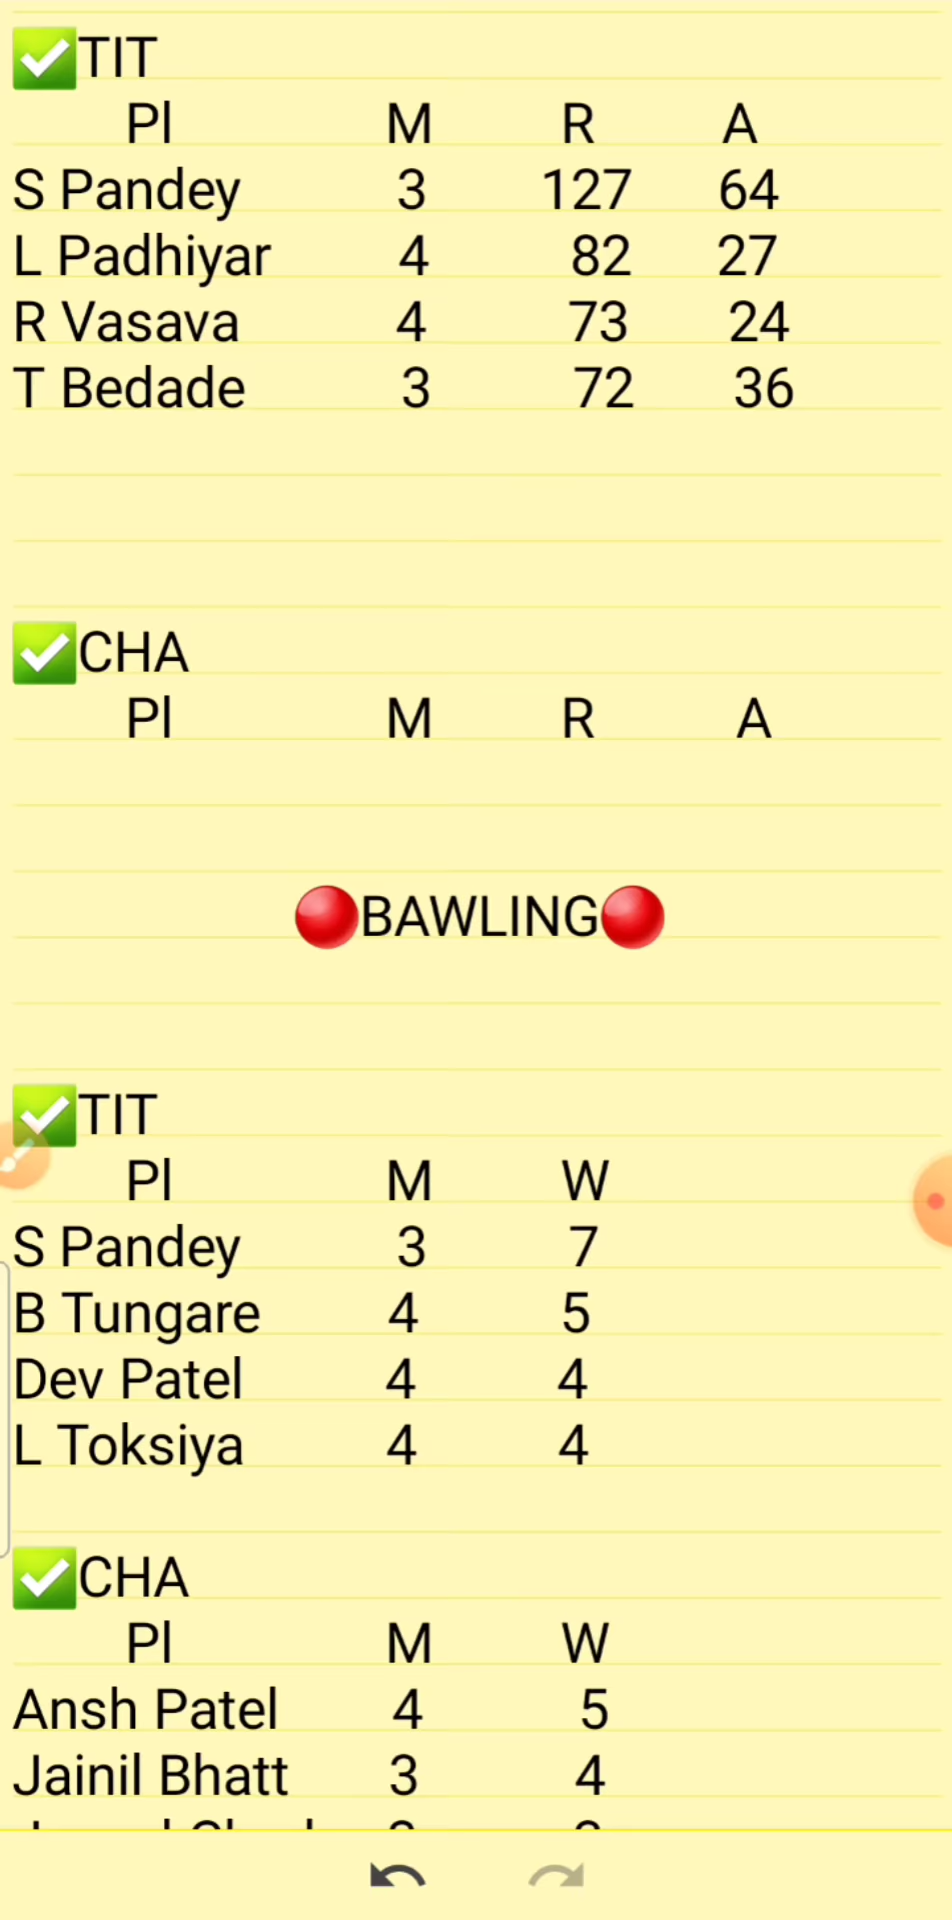 ✅TIT
Pl M R A
S Pandey 3 127 64
L Padhiyar 4 82 27
R Vasava 4 73 24
T Bedade 3 72 36
✅CHA
Pl M R A
🔴BAWLING🔴
✅TIT
Pl M W
S Pandey 3 7
B Tungare 4 5
Dev Patel 4 4
L Toksiya 4 4
✅CHA
Pl M W
Ansh Patel 4 5
Jainil Bhatt 3 4